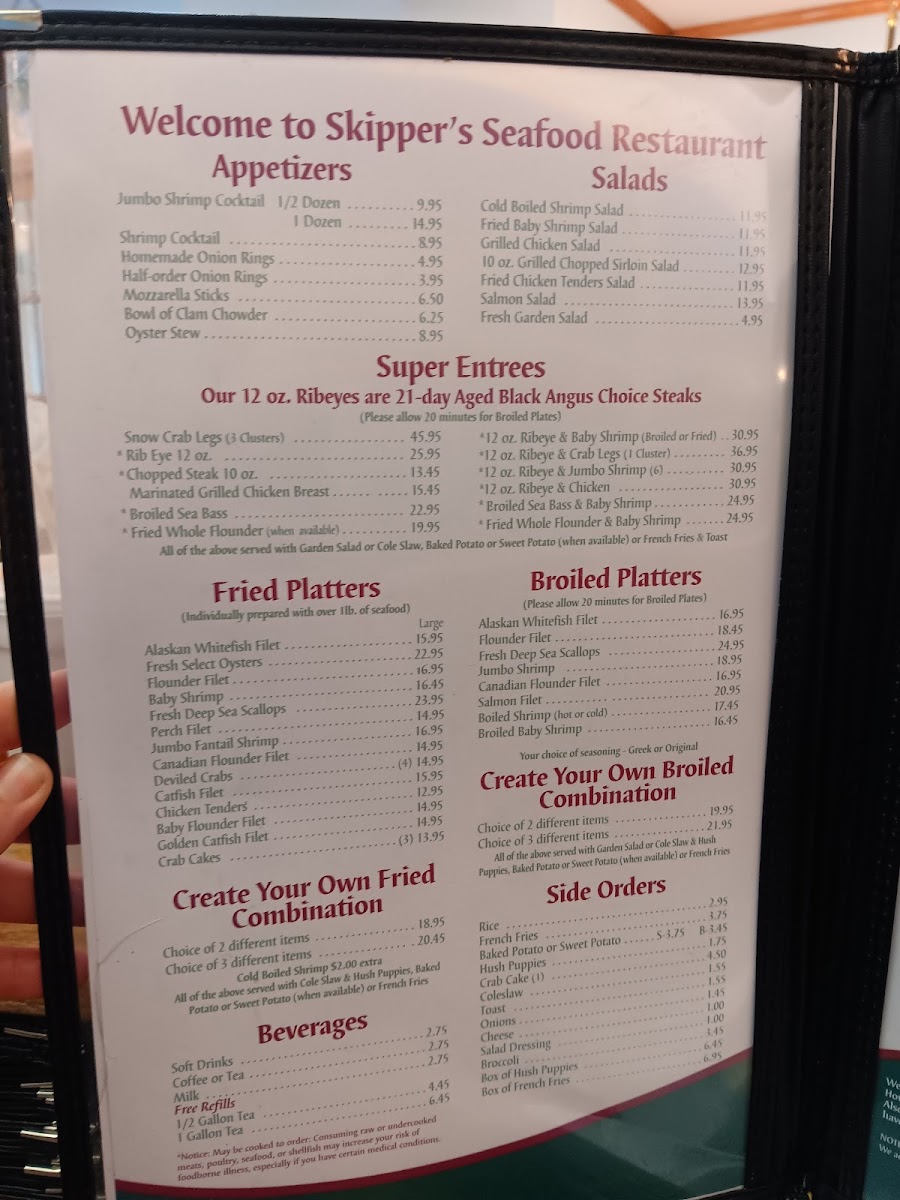 Welcome to Skipper's Seafood Restaurant
Appetizers
Jumbo Shrimp Cocktail 1/2 Dozen .......... 9.95
1 Dozen ......... 14.95
Shrimp Cocktail .......... 8.95
Homemade Onion Rings .......... 4.95
Half-order Onion Rings .......... 3.95
Mozzarella Sticks .......... 6.50
Bowl of Clam Chowder .......... 6.25
Oyster Stew .......... 8.95
Salads
Cold Boiled Shrimp Salad .......... 11.95
Fried Baby Shrimp Salad .......... 11.95
Grilled Chicken Salad .......... 11.95
10 oz. Grilled Chopped Sirloin Salad ........ 12.95
Fried Chicken Tenders Salad .......... 11.95
Salmon Salad .......... 13.95
Fresh Garden Salad .......... 4.95
Super Entrees
Our 12 oz. Ribeyes are 21-day Aged Black Angus Choice Steaks
(Please allow 20 minutes for Broiled Plates)
Snow Crab Legs (3 Clusters) .......... 45.95
* Rib Eye 12 oz. .......... 25.95
*Chopped Steak 10 oz. .......... 13.45
Marinated Grilled Chicken Breast .......... 15.45
* Broiled Sea Bass .......... 22.95
* Fried Whole Flounder (when available) .......... 19.95
*12 oz. Ribeye & Baby Shrimp (Broiled or Fried) .. 30.95
*12 oz. Ribeye & Crab Legs (1 Cluster) ......... 36.95
*12 oz. Ribeye & Jumbo Shrimp (6) .......... 30.95
*12 oz. Ribeye & Chicken .......... 30.95
* Broiled Sea Bass & Baby Shrimp .......... 24.95
* Fried Whole Flounder & Baby Shrimp ....... 24.95
All of the above served with Garden Salad or Cole Slaw, Baked Potato or Sweet Potato (when available) or French Fries & Toast
Fried Platters
(Individually prepared with over 1lb. of seafood)
Large
Alaskan Whitefish Filet .......... 15.95
Fresh Select Oysters .......... 22.95
Flounder Filet .......... 16.95
Baby Shrimp .......... 16.45
Fresh Deep Sea Scallops .......... 23.95
Perch Filet .......... 14.95
Jumbo Fantail Shrimp .......... 16.95
Canadian Flounder Filet .......... 14.95
Deviled Crabs .......... (4) 14.95
Catfish Filet .......... 15.95
Chicken Tenders .......... 12.95
Baby Flounder Filet .......... 14.95
Golden Catfish Filet .......... 14.95
Crab Cakes .......... (3) 13.95
Broiled Platters
(Please allow 20 minutes for Broiled Plates)
Alaskan Whitefish Filet .......... 16.95
Flounder Filet .......... 18.45
Fresh Deep Sea Scallops .......... 24.95
Jumbo Shrimp .......... 18.95
Canadian Flounder Filet .......... 16.95
Salmon Filet .......... 20.95
Boiled Shrimp (hot or cold) .......... 17.45
Broiled Baby Shrimp .......... 16.45
Your choice of seasoning - Greek or Original
Create Your Own Broiled
Combination
Choice of 2 different items .......... 19.95
Choice of 3 different items .......... 21.95
All of the above served with Garden Salad or Cole Slaw & Hush
Puppies, Baked Potato or Sweet Potato (when available) or French Fries
Create Your Own Fried
Combination
Choice of 2 different items .......... 18.95
Choice of 3 different items .......... 20.45
Cold Boiled Shrimp $2.00 extra
All of the above served with Cole Slaw & Hush Puppies, Baked
Potato or Sweet Potato (when available) or French Fries
Side Orders
Rice .......... 2.95
French Fries .......... 3.75
Baked Potato or Sweet Potato ...... S-3.75 B-3.45
Hush Puppies .......... 1.75
Crab Cake (1) .......... 4.50
Coleslaw .......... 1.55
Toast .......... 1.55
Onions .......... 1.45
Cheese .......... 1.00
Salad Dressing .......... 1.00
Broccoli .......... 3.45
Box of Hush Puppies .......... 6.45
Box of French Fries .......... 6.95
Beverages
Soft Drinks .......... 2.75
Coffee or Tea .......... 2.75
Milk .......... 2.75
Free Refills
1/2 Gallon Tea .......... 4.45
1 Gallon Tea .......... 6.45
*Notice: May be cooked to order: Consuming raw or undercooked
meats, poultry, seafood, or shellfish may increase your risk of
foodborne illness, especially if you have certain medical conditions.